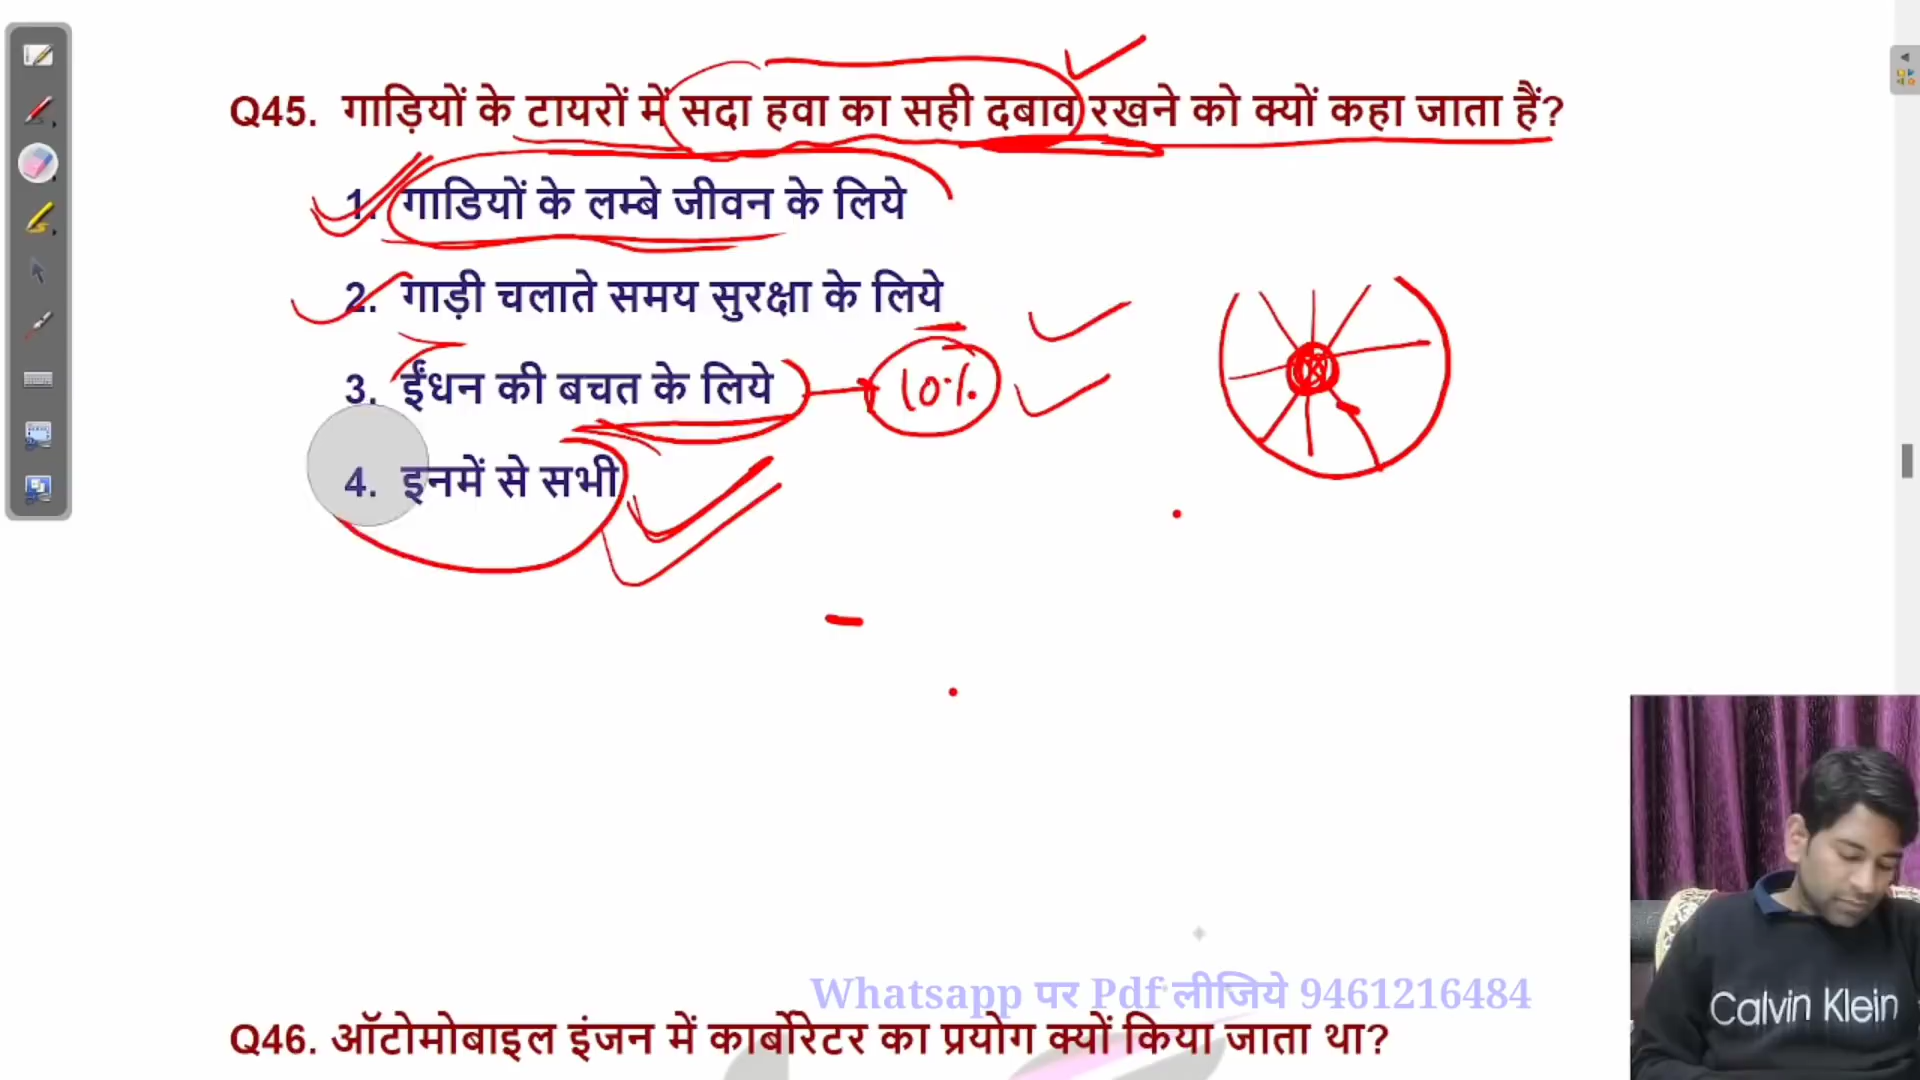 Q45. गाड़ियों के टायरों में सदा हवा का सही दबाव रखने को क्यों कहा जाता हैं?
1. गाडियों के लम्बे जीवन के लिये
2. गाड़ी चलाते समय सुरक्षा के लिये
3. ईंधन की बचत के लिये
10%
4. इनमें से सभी
Whatsapp पर Pdf लीजिये 9461216484
Q46. ऑटोमोबाइल इंजन में कार्बोरेटर का प्रयोग क्यों किया जाता था?
Calvin Klein